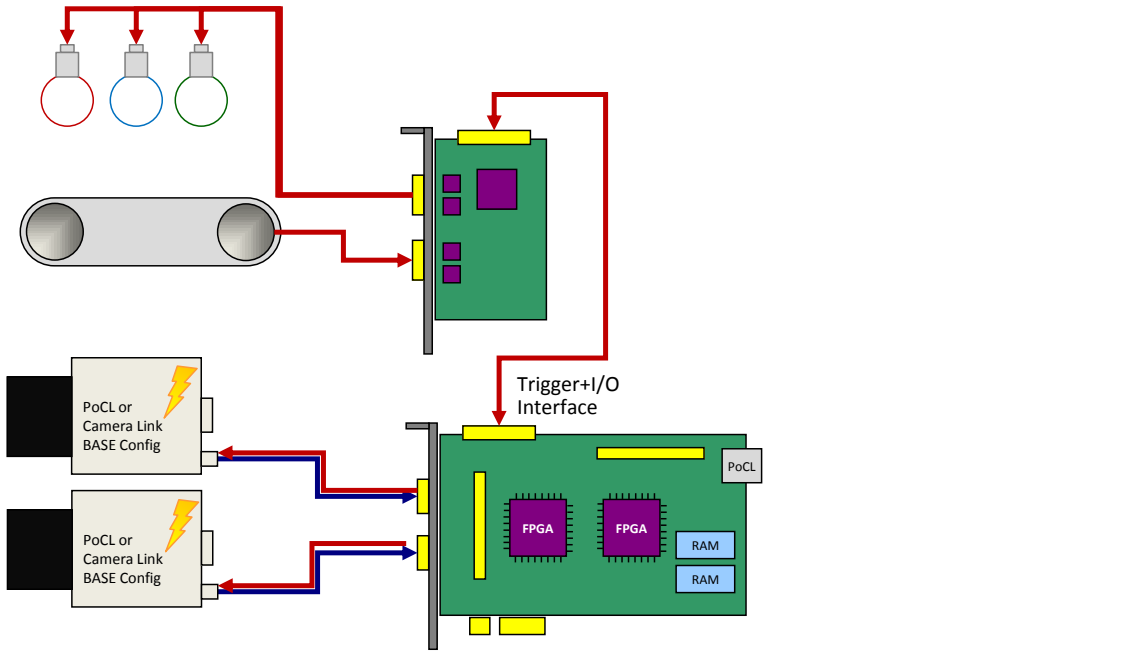 Trigger+I/O
Interface
PoCL or
Camera Link
BASE Config
PoCL
FPGA
FPGA
RAM
RAM
PoCL or
Camera Link
BASE Config